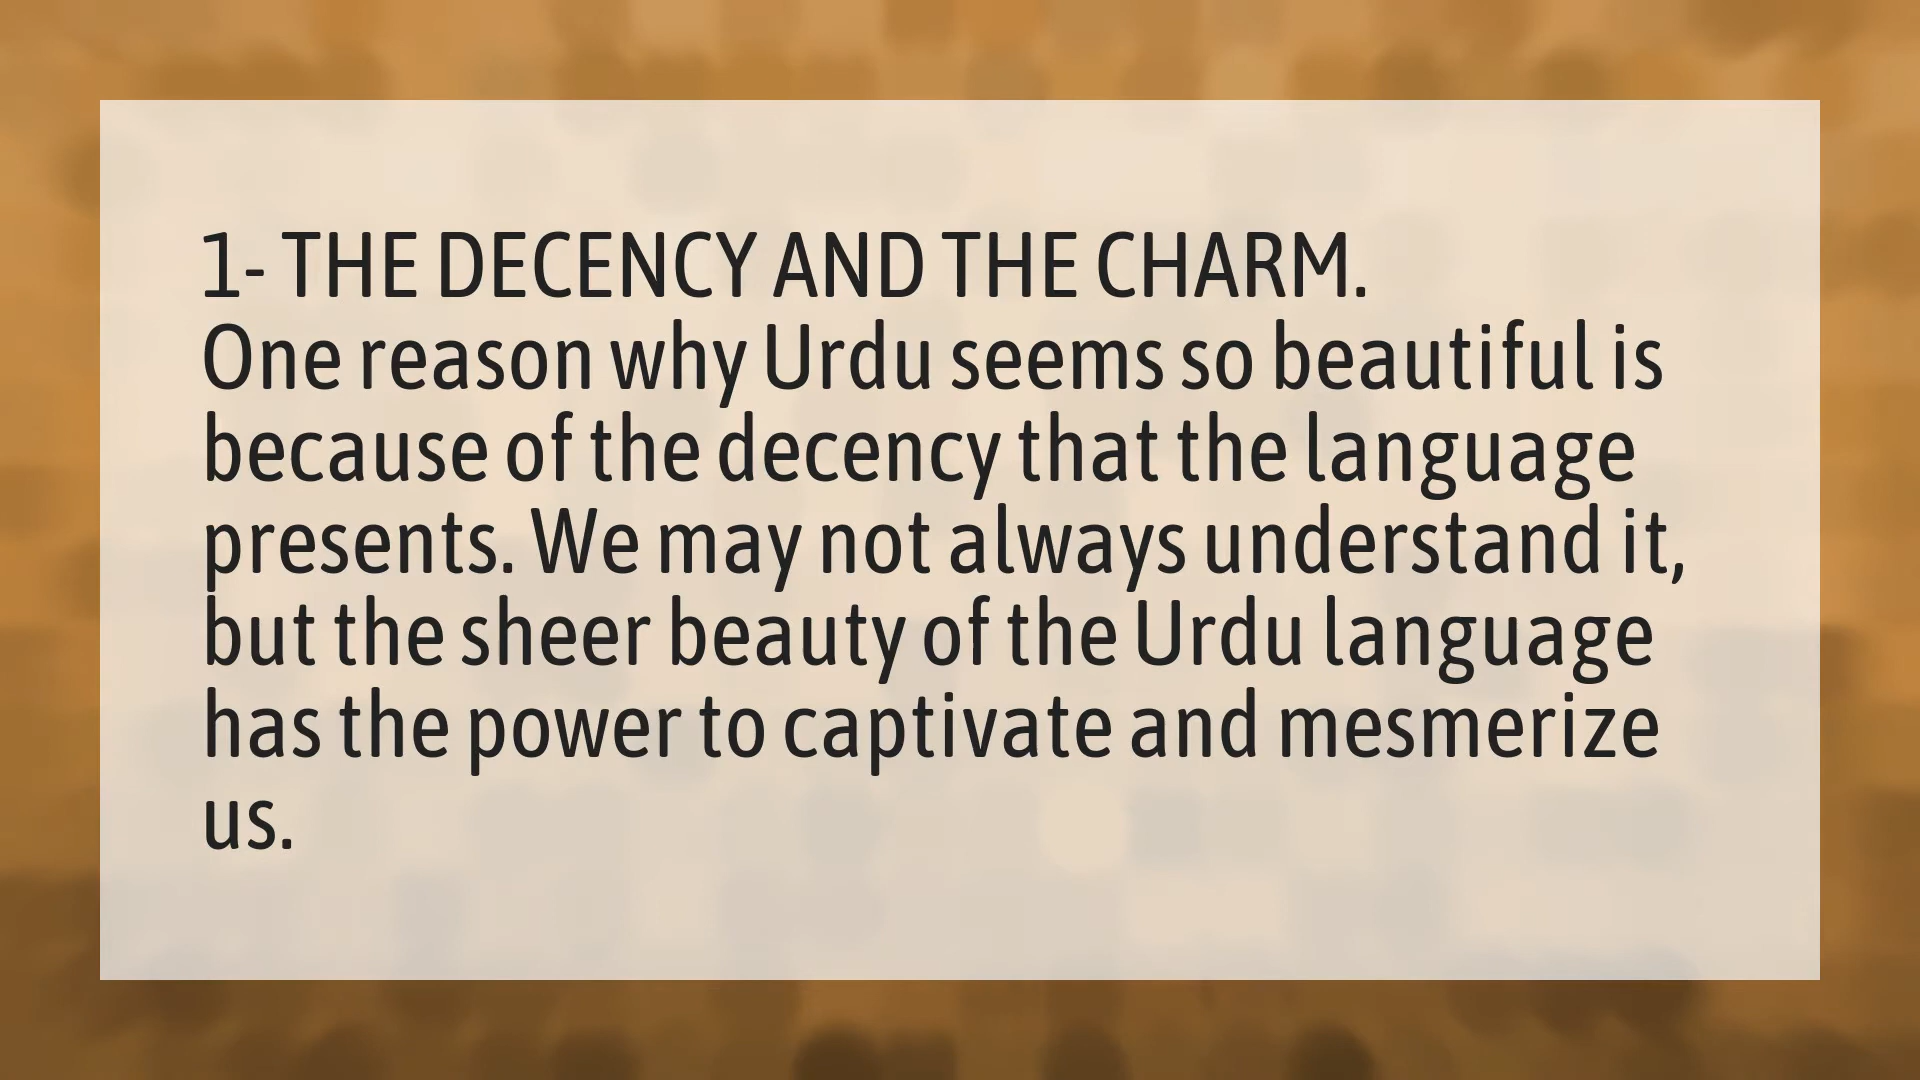 1- THE DECENCY AND THE CHARM.
One reason why Urdu seems so beautiful is
because of the decency that the language
presents. We may not always understand it,
but the sheer beauty of the Urdu language
has the power to captivate and mesmerize
us.